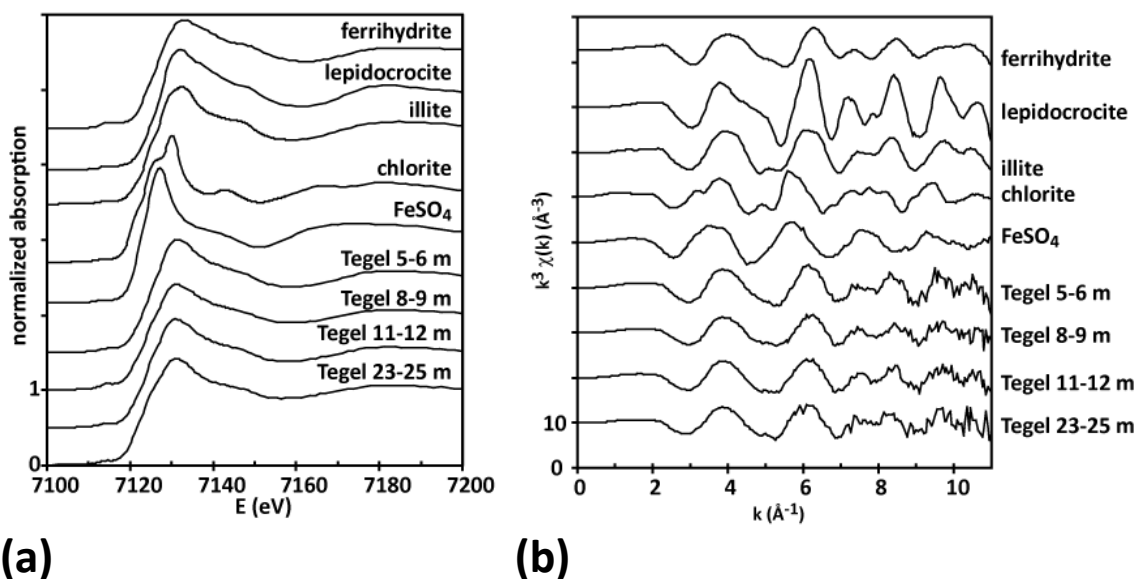 ferrihydrite
lepidocrocite
illite
chlorite
FeSO₄
Tegel 5-6 m
Tegel 8-9 m
Tegel 11-12 m
Tegel 23-25 m
normalized absorption
1
0
7100 7120 7140 7160 7180 7200
E (eV)
(a)
ferrihydrite
lepidocrocite
illite
chlorite
FeSO₄
Tegel 5-6 m
Tegel 8-9 m
Tegel 11-12 m
Tegel 23-25 m
k³ χ(k) (Å⁻³)
10
0
0 2 4 6 8 10
k (Å⁻¹)
(b)